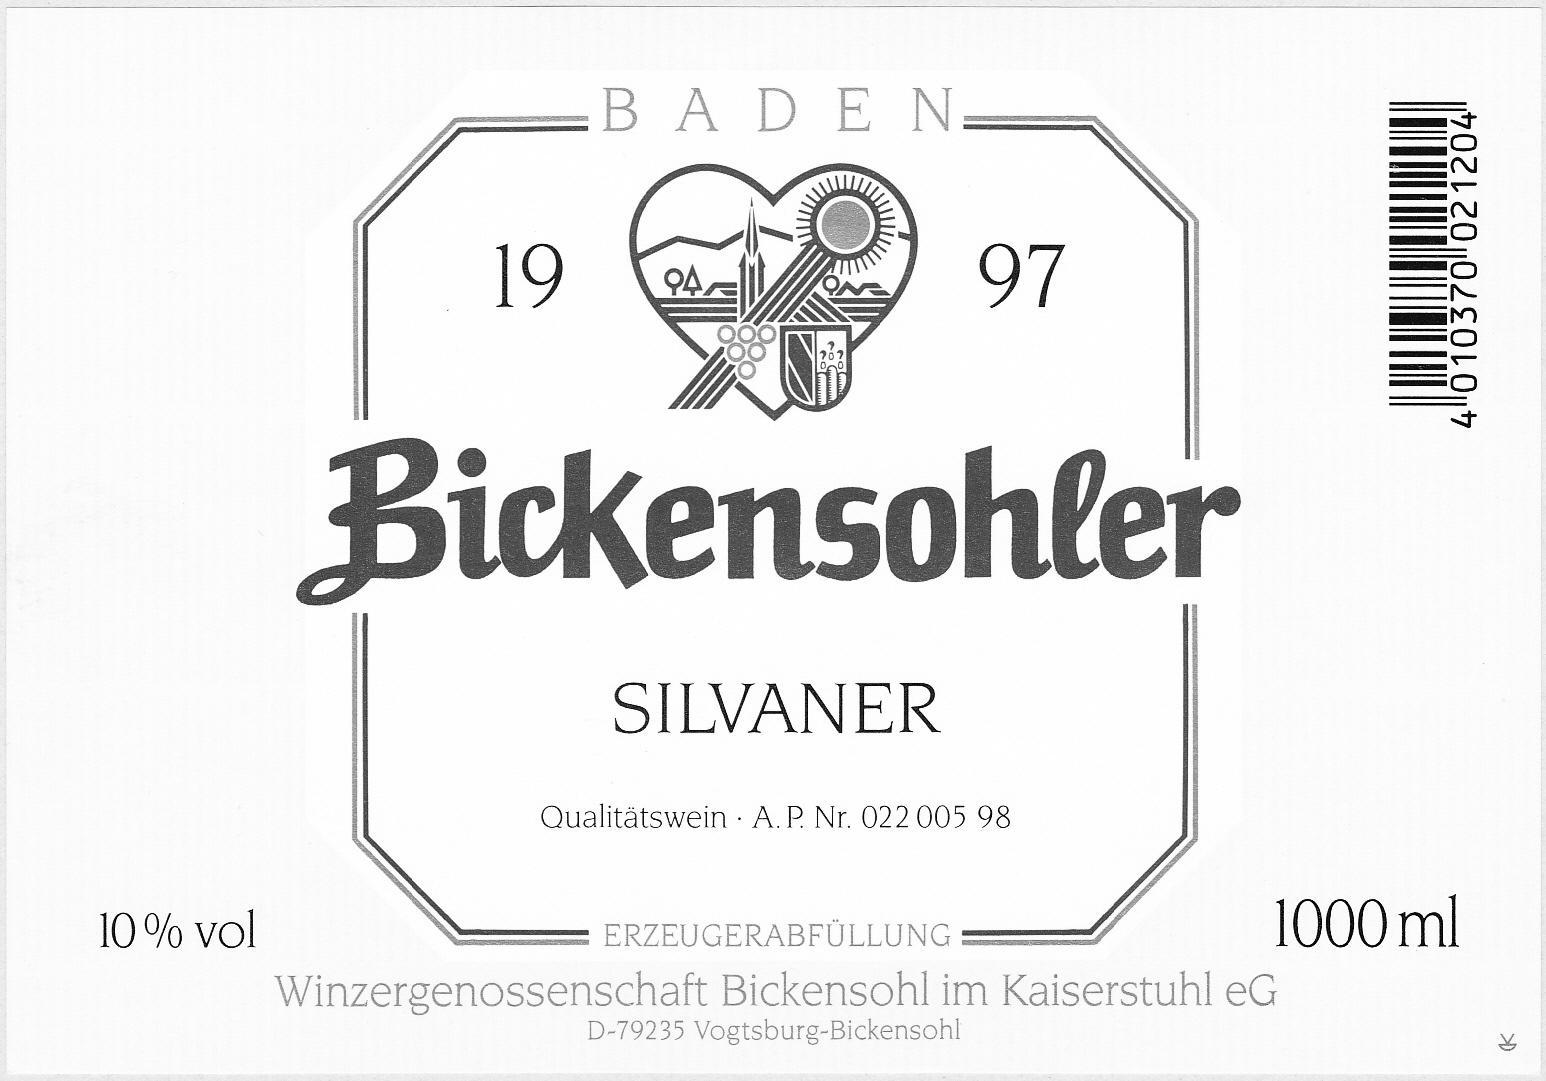 BADEN
19 97
Bickensohler
SILVANER
Qualitätswein · A. P. Nr. 022 005 98
10 % vol
1000 ml
ERZEUGERABFÜLLUNG
Winzergenossenschaft Bickensohl im Kaiserstuhl eG
D-79235 Vogtsburg-Bickensohl
4 010370 021204